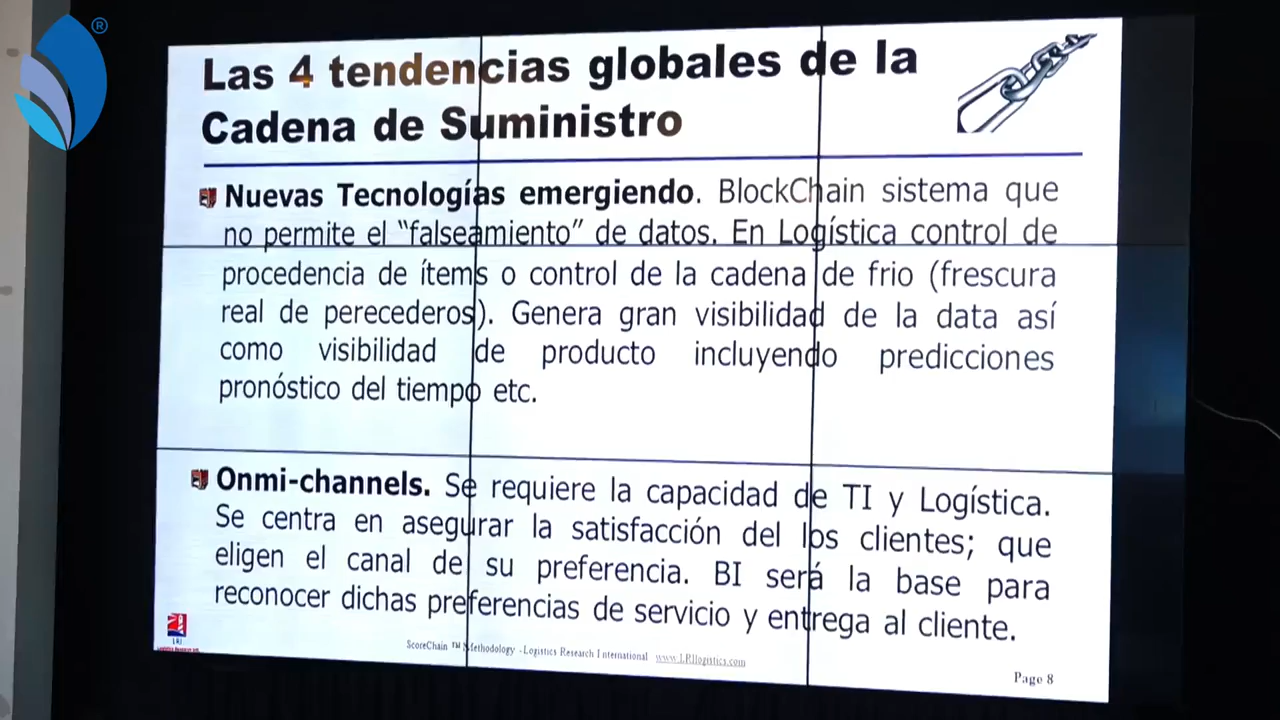 ®
Las 4 tendencias globales de la
Cadena de Suministro
Nuevas Tecnologías emergiendo. BlockChain sistema que
no permite el “falseamiento” de datos. En Logística control de
procedencia de ítems o control de la cadena de frio (frescura
real de perecederos). Genera gran visibilidad de la data así
como visibilidad de producto incluyendo predicciones
pronóstico del tiempo etc.
Onmi-channels. Se requiere la capacidad de TI y Logística.
Se centra en asegurar la satisfacción del los clientes; que
eligen el canal de su preferencia. BI será la base para
reconocer dichas preferencias de servicio y entrega al cliente.
LRI
ScoreChain ™ Methodology - Logistics Research International www.LRIlogistics.com
Page 8